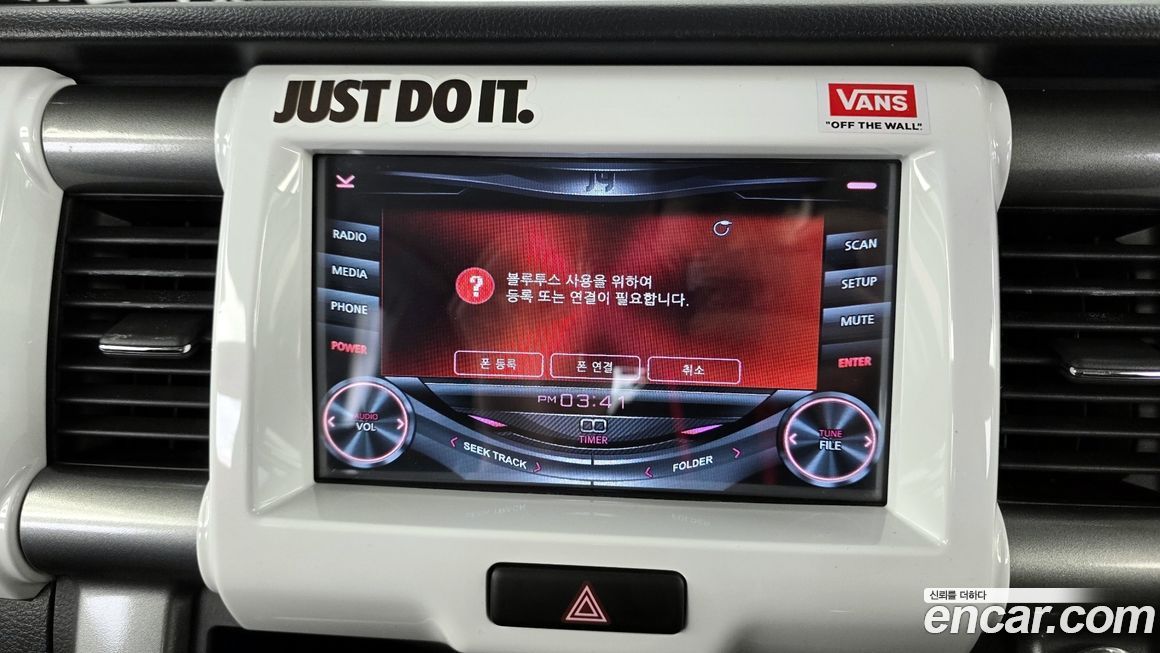 JUST DO IT.
VANS
"OFF THE WALL".
RADIO
MEDIA
PHONE
POWER
SCAN
SETUP
MUTE
ENTER
?
블루투스 사용을 위하여
등록 또는 연결이 필요합니다.
폰 등록
폰 연결
취소
PM 03:41
TIMER
AUDIO
VOL
SEEK TRACK
FOLDER
TUNE
FILE
신뢰를 더하다
encar.com